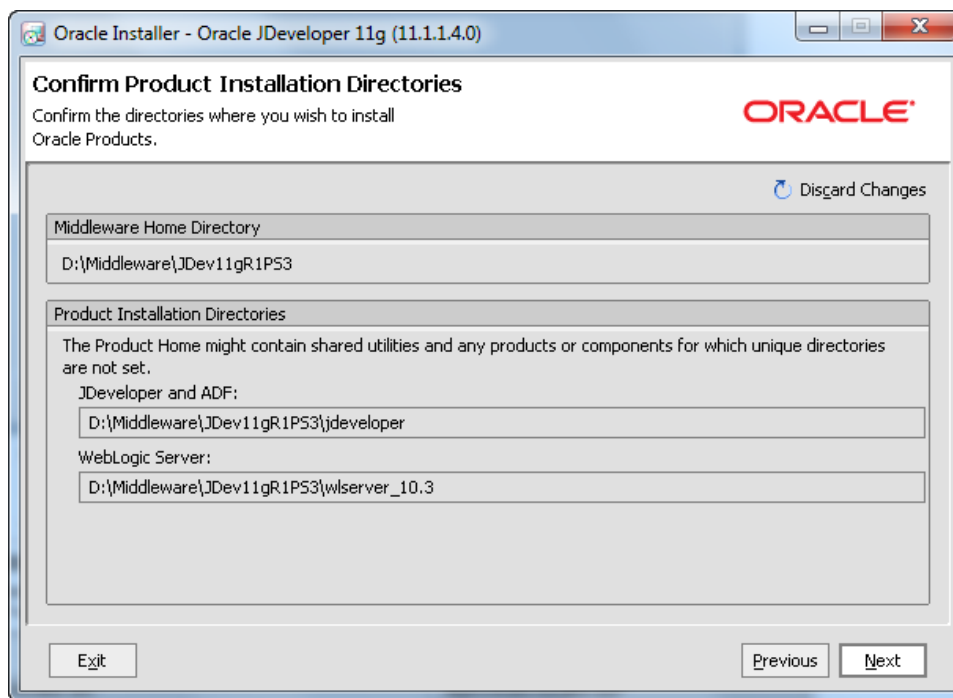 Oracle Installer - Oracle JDeveloper 11g (11.1.1.4.0)
Confirm Product Installation Directories
Confirm the directories where you wish to install
Oracle Products.
ORACLE
Discard Changes
Middleware Home Directory
D:\Middleware\JDev11gR1PS3
Product Installation Directories
The Product Home might contain shared utilities and any products or components for which unique directories
are not set.
JDeveloper and ADF:
D:\Middleware\JDev11gR1PS3\jdeveloper
WebLogic Server:
D:\Middleware\JDev11gR1PS3\wlserver_10.3
Exit
Previous
Next